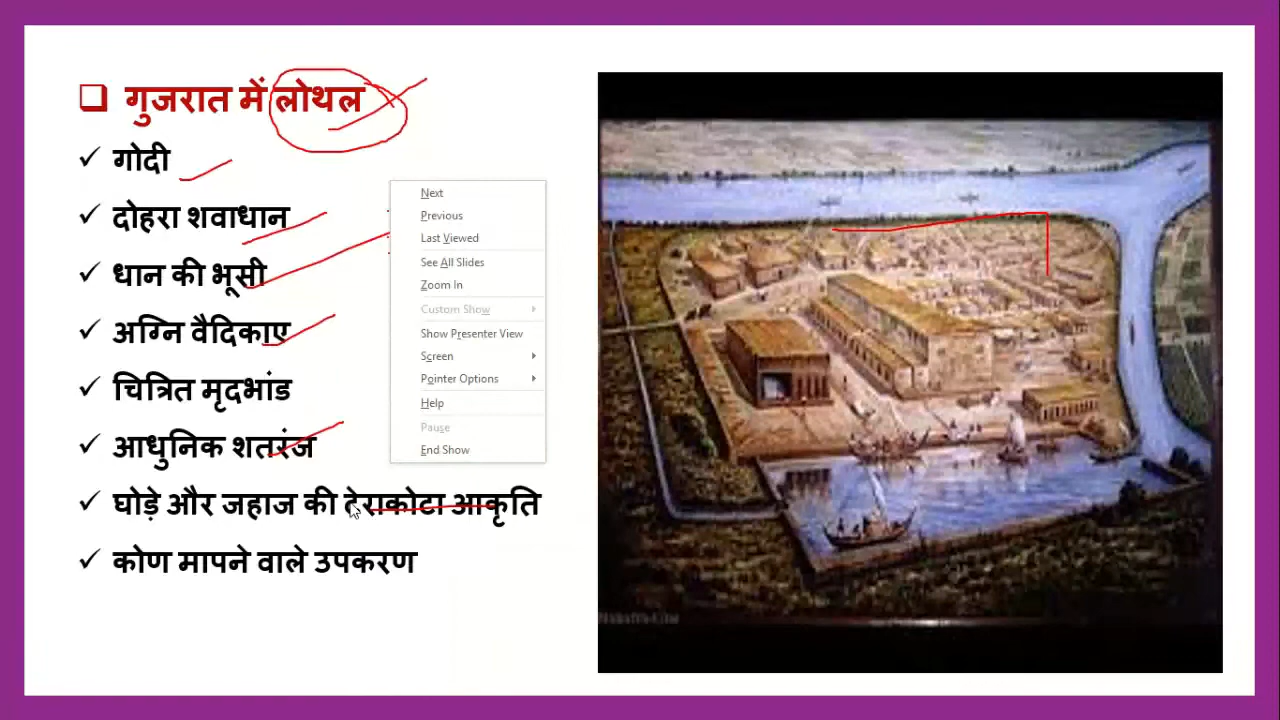 गुजरात में लोथल
गोदी
दोहरा शवाधान
धान की भूसी
अग्नि वैदिकाए
चित्रित मृदभांड
आधुनिक शतरंज
घोड़े और जहाज की टेराकोटा आकृति
कोण मापने वाले उपकरण
Next
Previous
Last Viewed
See All Slides
Zoom In
Custom Show
Show Presenter View
Screen
Pointer Options
Help
Pause
End Show